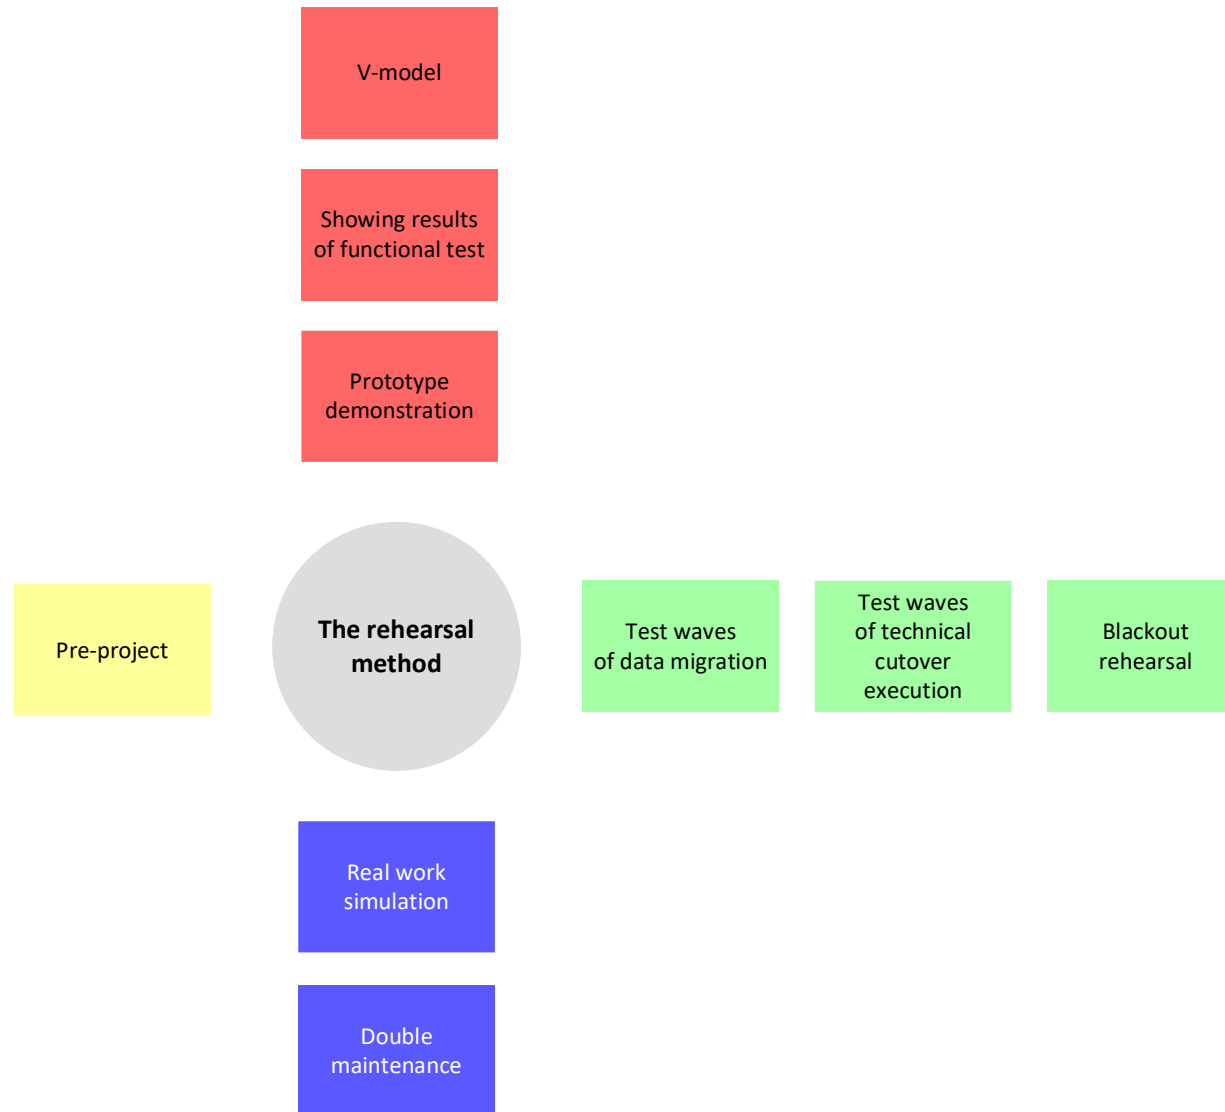 V-model
Showing results
of functional test
Prototype
demonstration
Pre-project
The rehearsal
method
Test waves
of data migration
Test waves
of technical
cutover
execution
Blackout
rehearsal
Real work
simulation
Double
maintenance